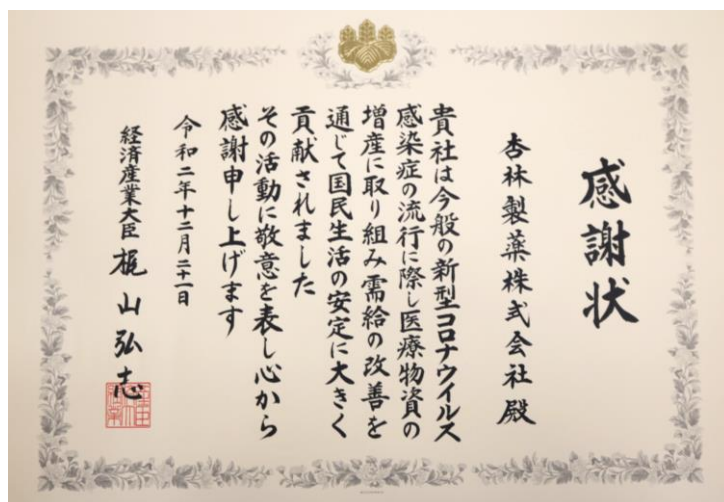 感謝状
杏林製薬株式会社殿
貴社は今般の新型コロナウイルス
感染症の流行に際し医療物資の
増産に取り組み需給の改善を
通じて国民生活の安定に大きく
貢献されました
その活動に敬意を表し心から
感謝申し上げます
令和二年十二月二十一日
経済産業大臣 梶山弘志